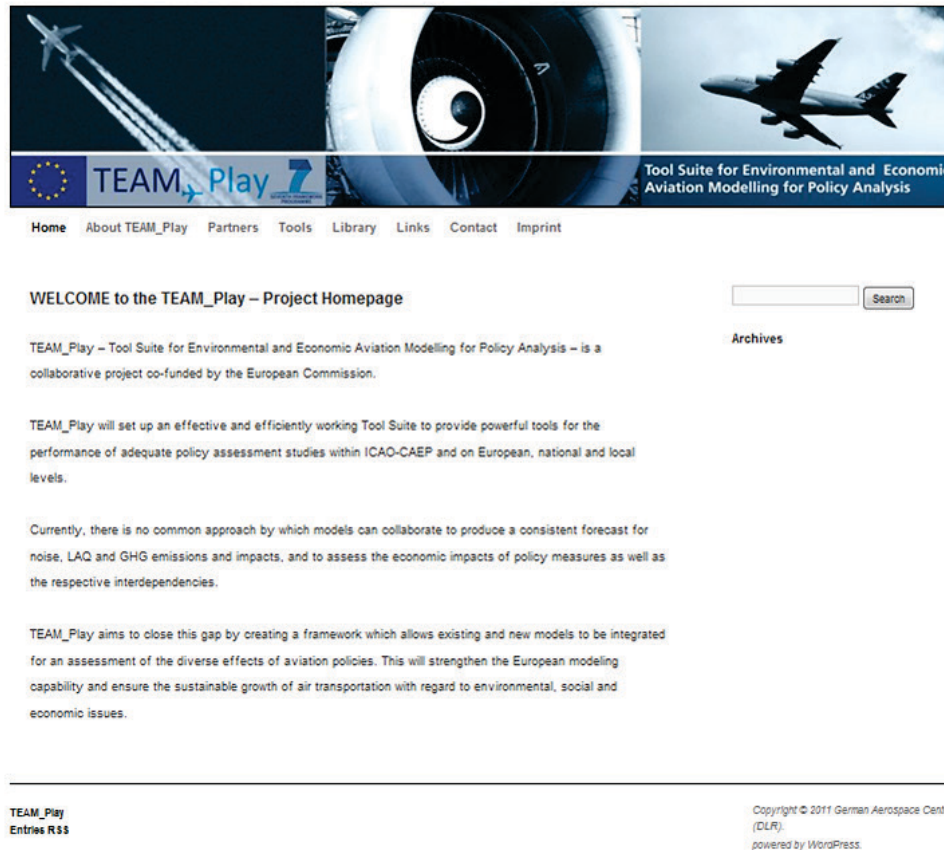 TEAM Play 7
SEVENTH FRAMEWORK
PROGRAMME
Tool Suite for Environmental and Economic
Aviation Modelling for Policy Analysis
Home About TEAM_Play Partners Tools Library Links Contact Imprint
WELCOME to the TEAM_Play – Project Homepage
Search
TEAM_Play – Tool Suite for Environmental and Economic Aviation Modelling for Policy Analysis – is a
collaborative project co-funded by the European Commission.
Archives
TEAM_Play will set up an effective and efficiently working Tool Suite to provide powerful tools for the
performance of adequate policy assessment studies within ICAO-CAEP and on European, national and local
levels.
Currently, there is no common approach by which models can collaborate to produce a consistent forecast for
noise, LAQ and GHG emissions and impacts, and to assess the economic impacts of policy measures as well as
the respective interdependencies.
TEAM_Play aims to close this gap by creating a framework which allows existing and new models to be integrated
for an assessment of the diverse effects of aviation policies. This will strengthen the European modeling
capability and ensure the sustainable growth of air transportation with regard to environmental, social and
economic issues.
TEAM_Play
Entries RSS
Copyright © 2011 German Aerospace Cent
(DLR).
powered by WordPress.